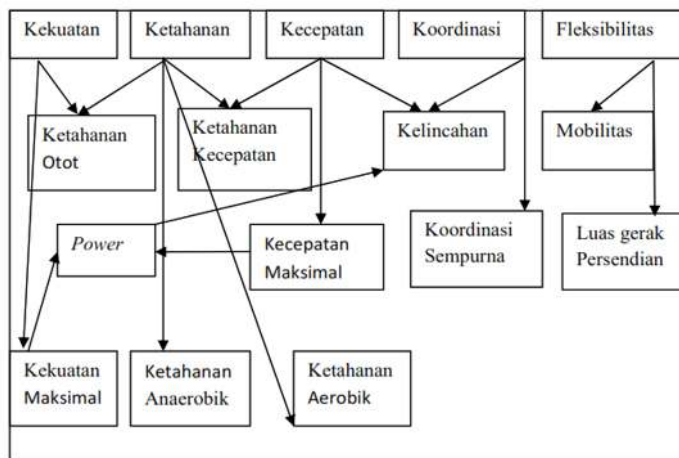 Kekuatan
Ketahanan
Kecepatan
Koordinasi
Fleksibilitas
Ketahanan
Otot
Ketahanan
Kecepatan
Kelincahan
Mobilitas
Power
Kecepatan
Maksimal
Koordinasi
Sempurna
Luas gerak
Persendian
Kekuatan
Maksimal
Ketahanan
Anaerobik
Ketahanan
Aerobik